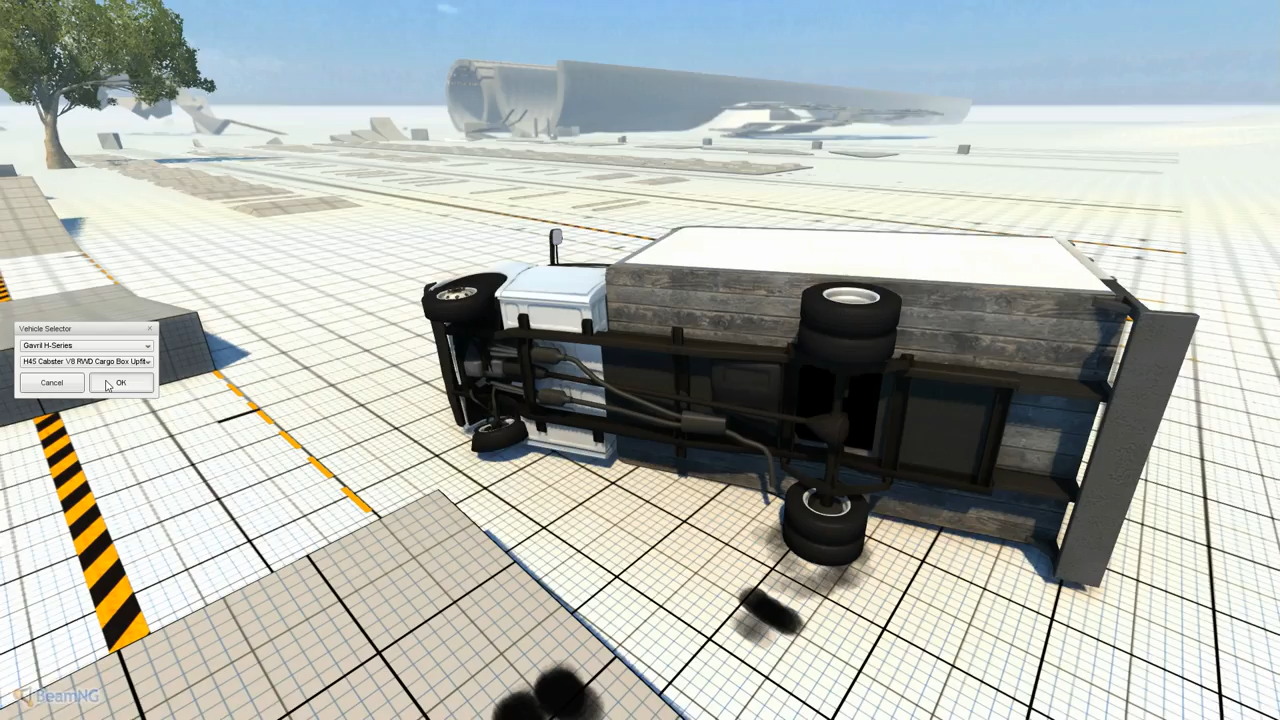 Vehicle Selector
Gavril H-Series
H45 Cabster V8 RWD Cargo Box Upfit
Cancel
OK
BeamNG